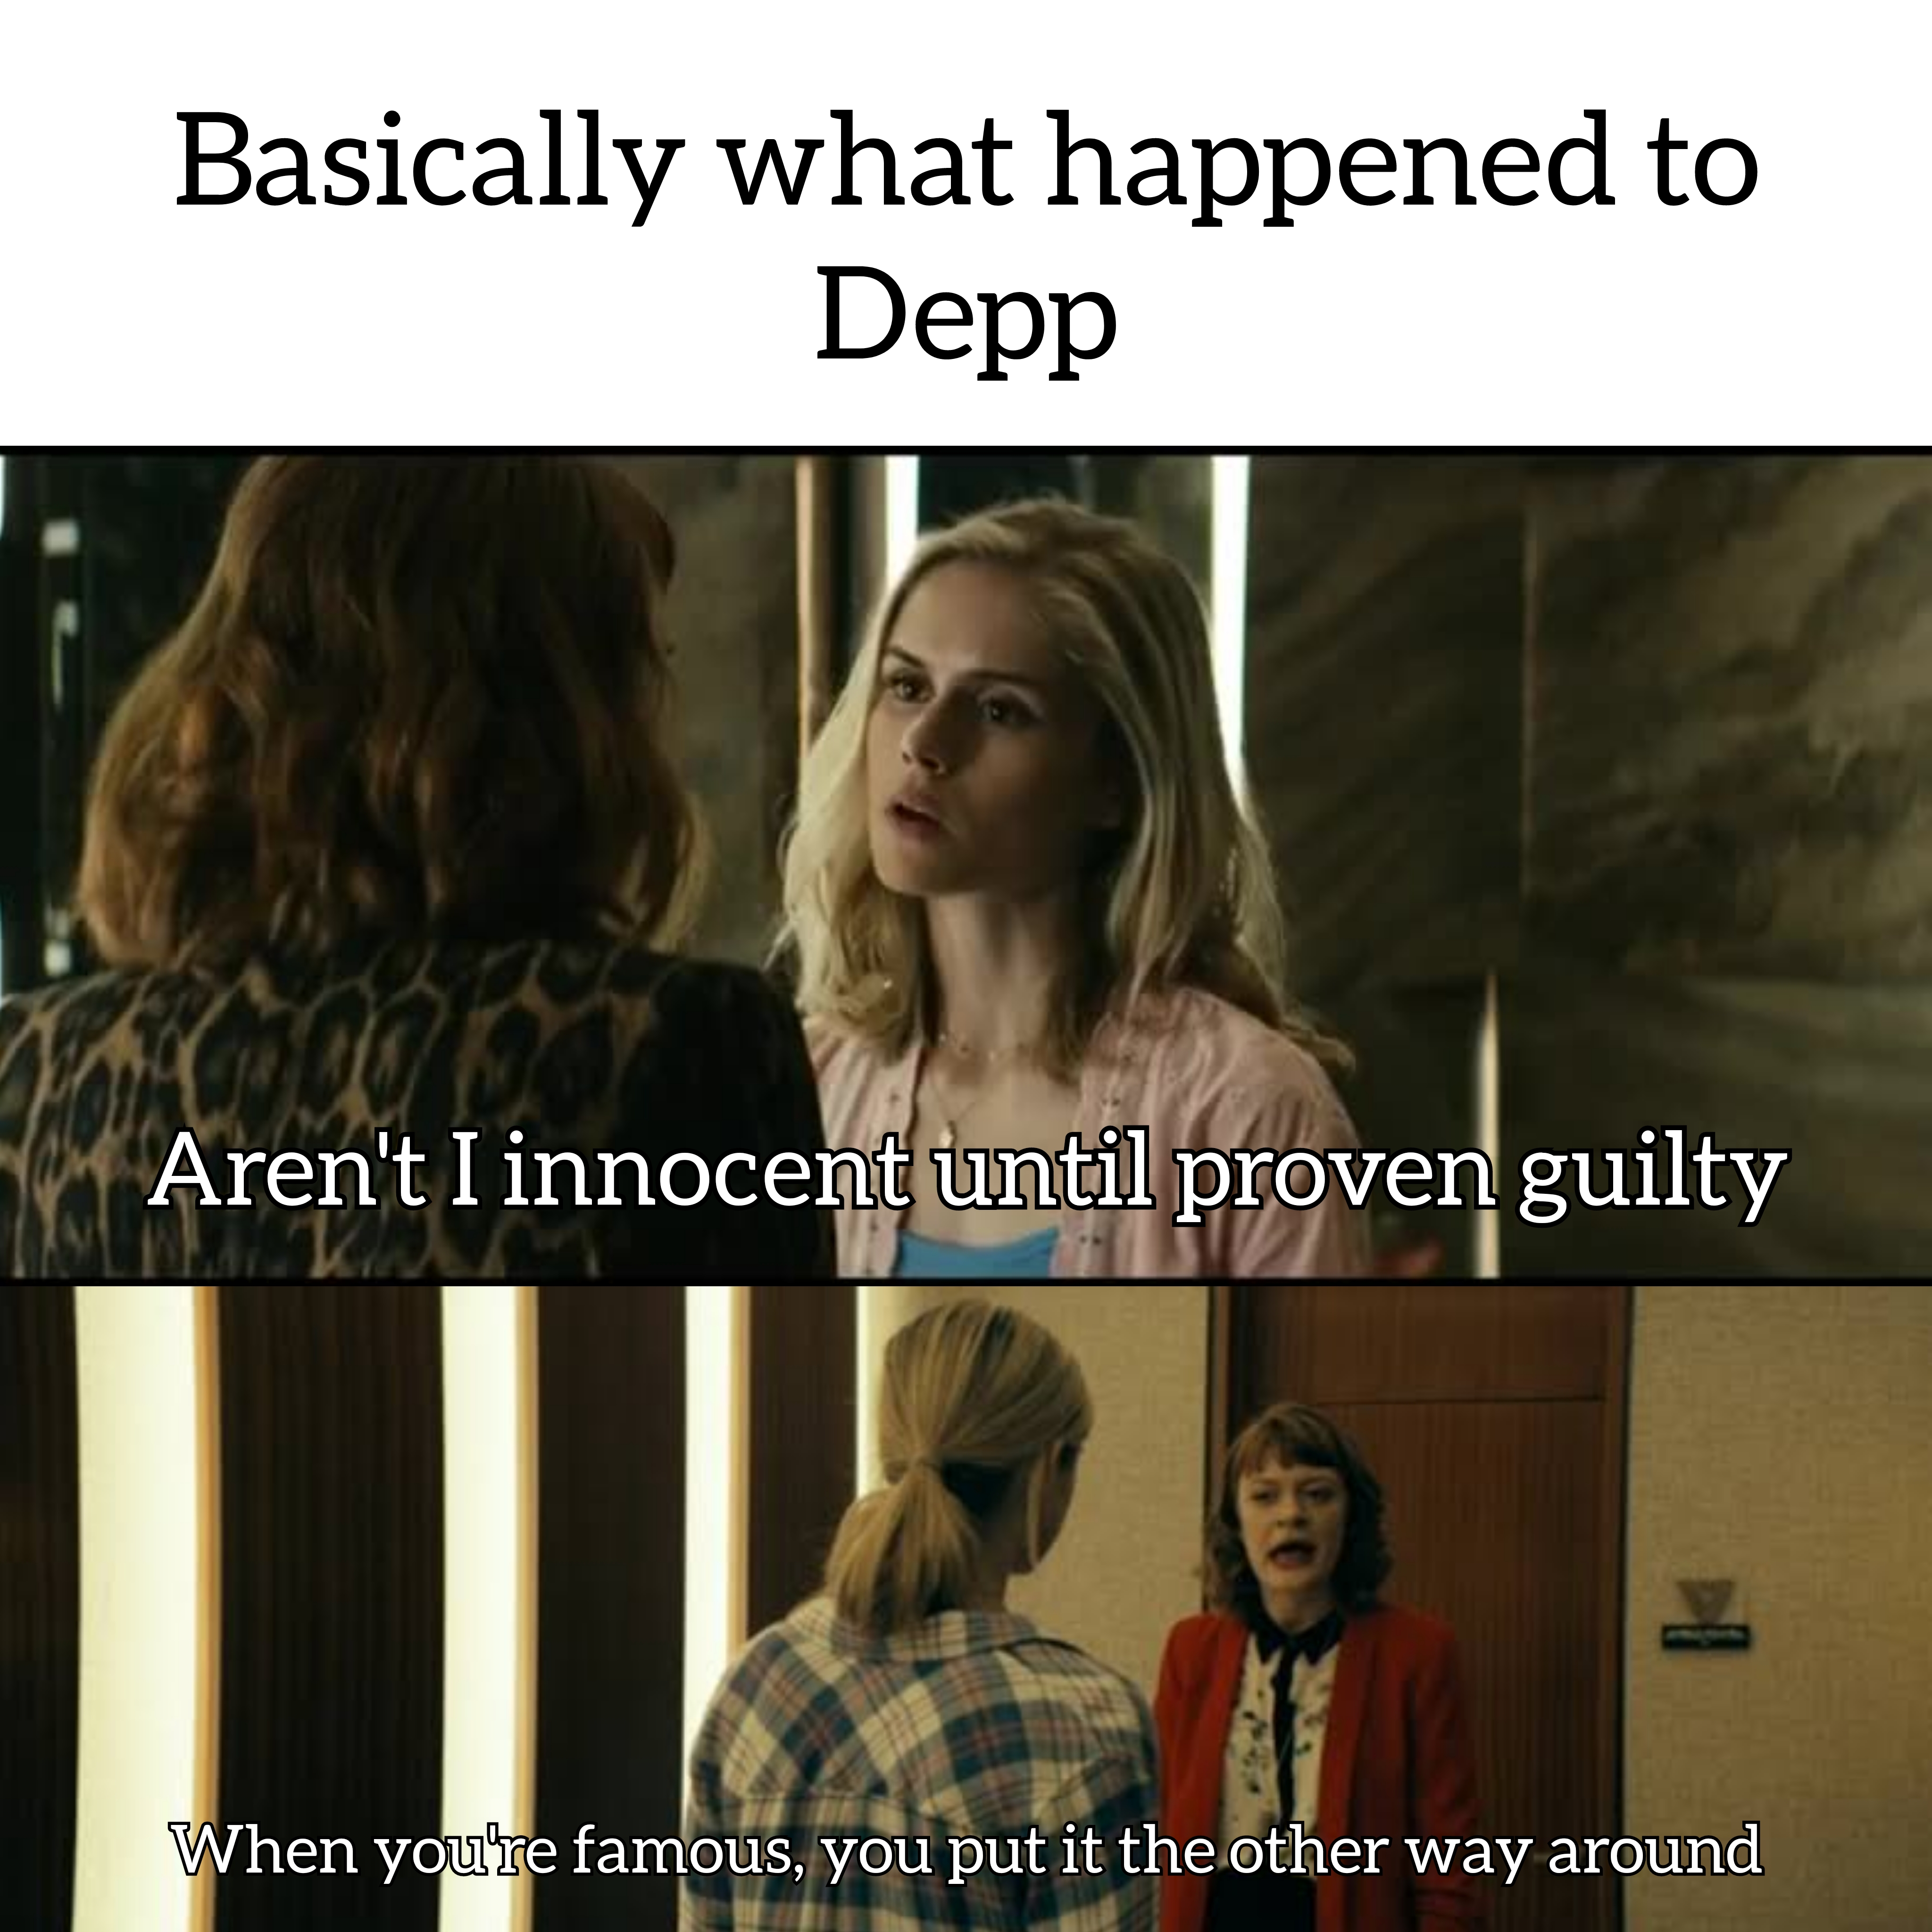 Basically what happened to
Depp
Aren't I innocent until proven guilty
When you're famous, you put it the other way around